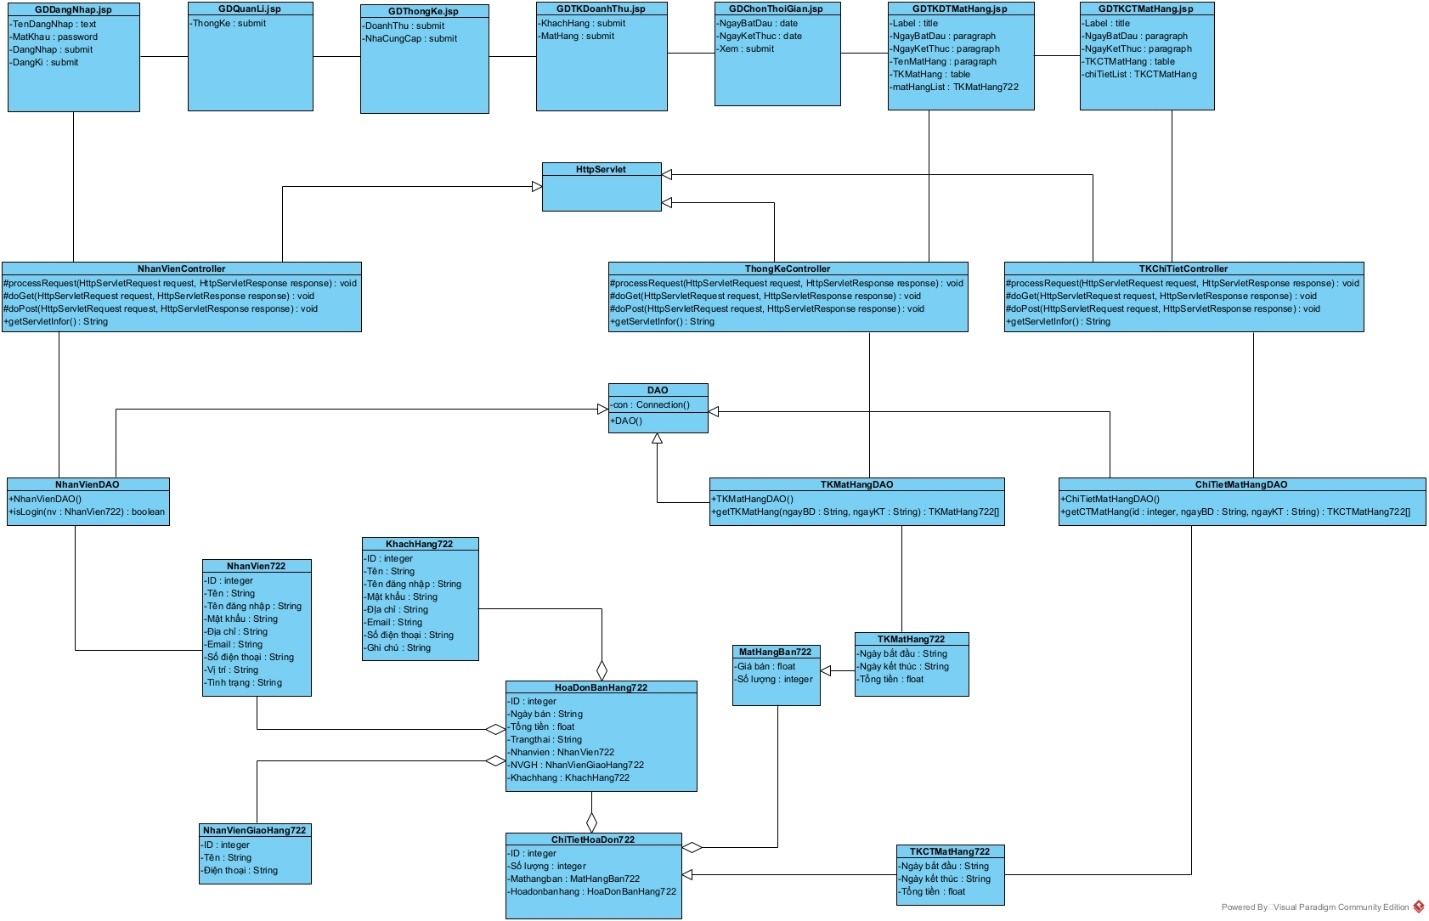 GDDangNhap.jsp
-TenDangNhap : text
-MatKhau : password
-DangNhap : submit
-DangKi : submit
GDQuanLi.jsp
-ThongKe : submit
GDThongKe.jsp
-DoanhThu : submit
-NhaCungCap : submit
GDTKDoanhThu.jsp
-KhachHang : submit
-MatHang : submit
GDChonThoiGian.jsp
-NgayBatDau : date
-NgayKetThuc : date
-Xem : submit
GDTKDTMatHang.jsp
-Label : title
-NgayBatDau : paragraph
-NgayKetThuc : paragraph
-TenMatHang : paragraph
-TKMatHang : table
-matHangList : TKMatHang722
GDTKCTMatHang.jsp
-Label : title
-NgayBatDau : paragraph
-NgayKetThuc : paragraph
-TKCTMatHang : table
-chiTietList : TKCTMatHang
HttpServlet
NhanVienController
#processRequest(HttpServletRequest request, HttpServletResponse response) : void
#doGet(HttpServletRequest request, HttpServletResponse response) : void
#doPost(HttpServletRequest request, HttpServletResponse response) : void
+getServletInfor() : String
ThongKeController
#processRequest(HttpServletRequest request, HttpServletResponse response) : void
#doGet(HttpServletRequest request, HttpServletResponse response) : void
#doPost(HttpServletRequest request, HttpServletResponse response) : void
+getServletInfor() : String
TKChiTietController
#processRequest(HttpServletRequest request, HttpServletResponse response) : void
#doGet(HttpServletRequest request, HttpServletResponse response) : void
#doPost(HttpServletRequest request, HttpServletResponse response) : void
+getServletInfor() : String
DAO
-con : Connection()
+DAO()
NhanVienDAO
+NhanVienDAO()
+isLogin(nv : NhanVien722) : boolean
TKMatHangDAO
+TKMatHangDAO()
+getTKMatHang(ngayBD : String, ngayKT : String) : TKMatHang722[]
ChiTietMatHangDAO
+ChiTietMatHangDAO()
+getCTMatHang(id : integer, ngayBD : String, ngayKT : String) : TKCTMatHang722[]
KhachHang722
-ID : integer
-Tên : String
-Tên đăng nhập : String
-Mật khẩu : String
-Địa chỉ : String
-Email : String
-Số điện thoại : String
-Ghi chú : String
NhanVien722
-ID : integer
-Tên : String
-Tên đăng nhập : String
-Mật khẩu : String
-Địa chỉ : String
-Email : String
-Số điện thoại : String
-Vị trí : String
-Tình trạng : String
TKMatHang722
-Ngày bắt đầu : String
-Ngày kết thúc : String
-Tổng tiền : float
MatHangBan722
-Giá bán : float
-Số lượng : integer
HoaDonBanHang722
-ID : integer
-Ngày bán : String
-Tổng tiền : float
-Trangthai : String
-Nhanvien : NhanVien722
-NVGH : NhanVienGiaoHang722
-Khachhang : KhachHang722
NhanVienGiaoHang722
-ID : integer
-Tên : String
-Điện thoại : String
ChiTietHoaDon722
-ID : integer
-Số lượng : integer
-Mathangban : MatHangBan722
-Hoadonbanhang : HoaDonBanHang722
TKCTMatHang722
-Ngày bắt đầu : String
-Ngày kết thúc : String
-Tổng tiền : float
Powered By Visual Paradigm Community Edition